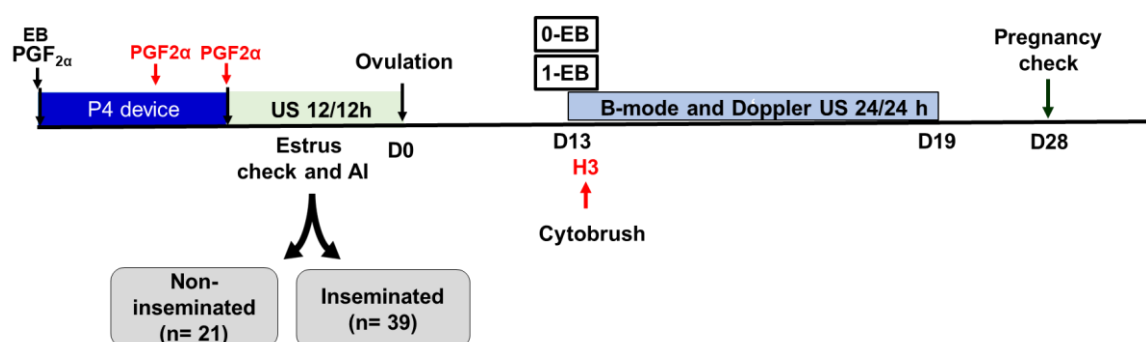 EB
PGF2α
PGF2α
PGF2α
P4 device
US 12/12h
Ovulation
0-EB
1-EB
B-mode and Doppler US 24/24 h
Pregnancy
check
Estrus
check and AI
D0
D13
D19
D28
H3
Cytobrush
Non-
inseminated
(n= 21)
Inseminated
(n= 39)